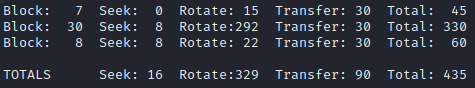 Block:   7  Seek:  0  Rotate: 15  Transfer: 30  Total:  45
Block:  30  Seek:  8  Rotate:292  Transfer: 30  Total: 330
Block:   8  Seek:  8  Rotate: 22  Transfer: 30  Total:  60
TOTALS      Seek: 16  Rotate:329  Transfer: 90  Total: 435